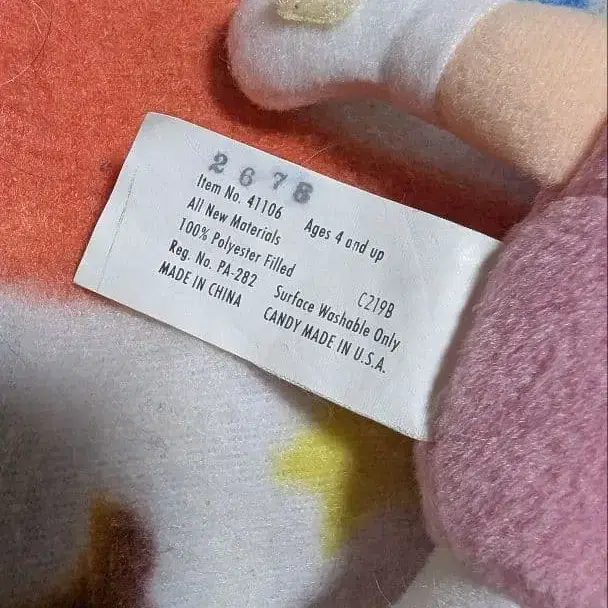 2678
Item No. 41106 Ages 4 and up
All New Materials
100% Polyester Filled
Reg. No. PA-282 CZ19B
MADE IN CHINA Surface Washable Only
CANDY MADE IN U.S.A.